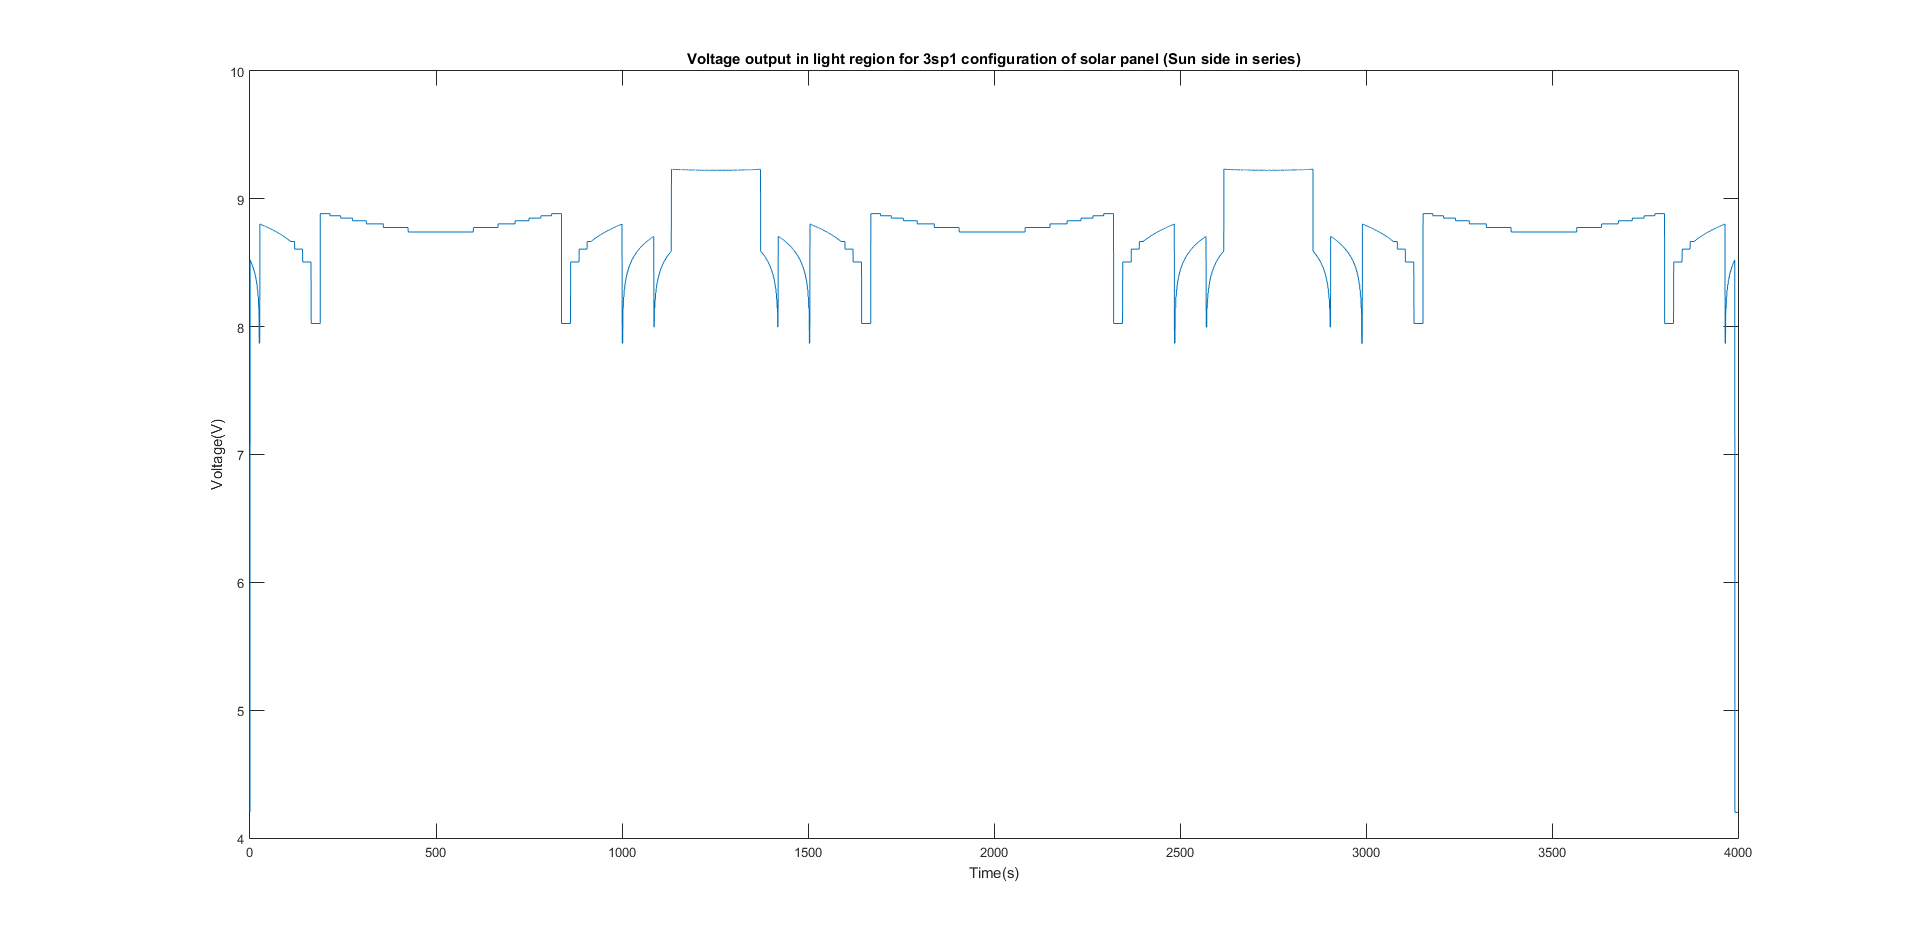 Voltage output in light region for 3sp1 configuration of solar panel (Sun side in series)
10
9
8
7
6
5
4
Voltage(V)
0 500 1000 1500 2000 2500 3000 3500 4000
Time(s)